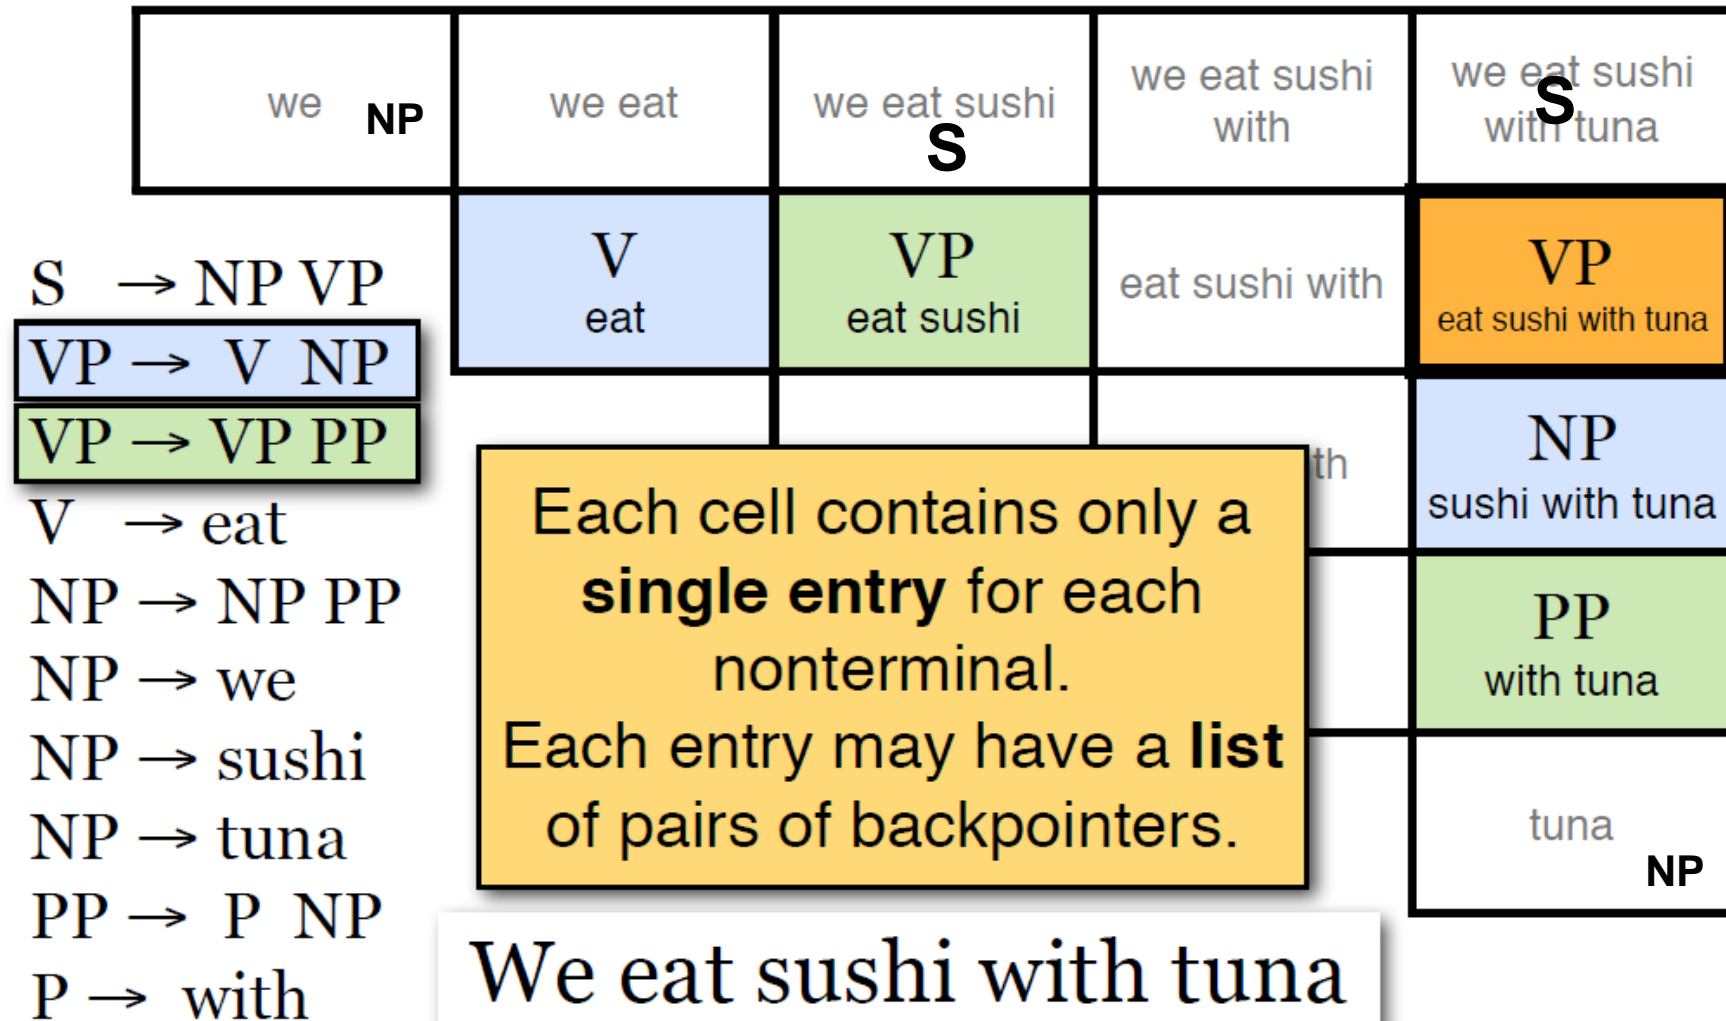 we NP
we eat
we eat sushi
S
we eat sushi
with
we eat sushi
with tuna
S
V
eat
VP
eat sushi
eat sushi with
VP
eat sushi with tuna
NP
sushi with tuna
PP
with tuna
tuna
NP
S → NP VP
VP → V NP
VP → VP PP
V → eat
NP → NP PP
NP → we
NP → sushi
NP → tuna
PP → P NP
P → with
th
Each cell contains only a
single entry for each
nonterminal.
Each entry may have a list
of pairs of backpointers.
We eat sushi with tuna